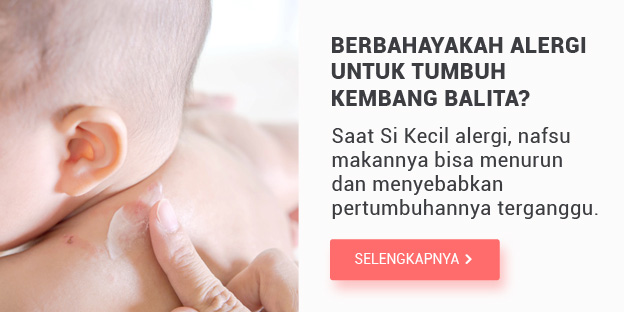 BERBAHAYAKAH ALERGI
UNTUK TUMBUH
KEMBANG BALITA?
Saat Si Kecil alergi, nafsu
makannya bisa menurun
dan menyebabkan
pertumbuhannya terganggu.
SELENGKAPNYA